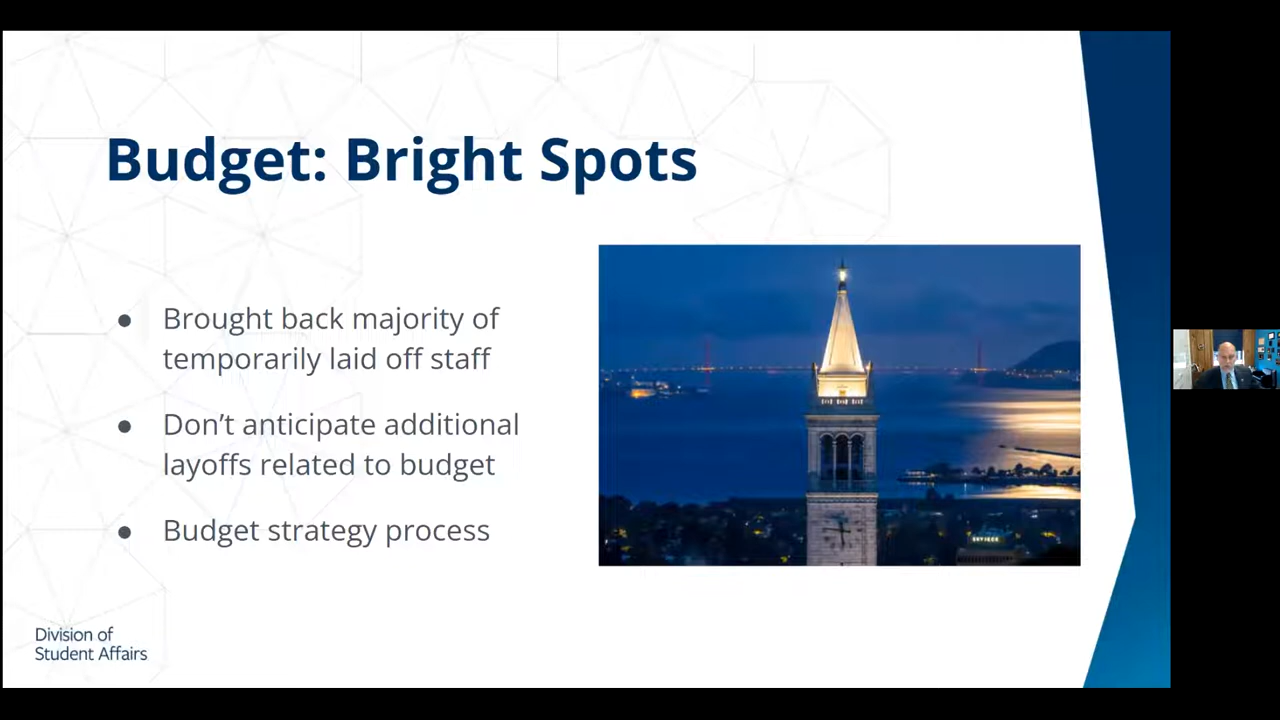 Budget: Bright Spots
● Brought back majority of
temporarily laid off staff
● Don’t anticipate additional
layoffs related to budget
● Budget strategy process
Division of
Student Affairs